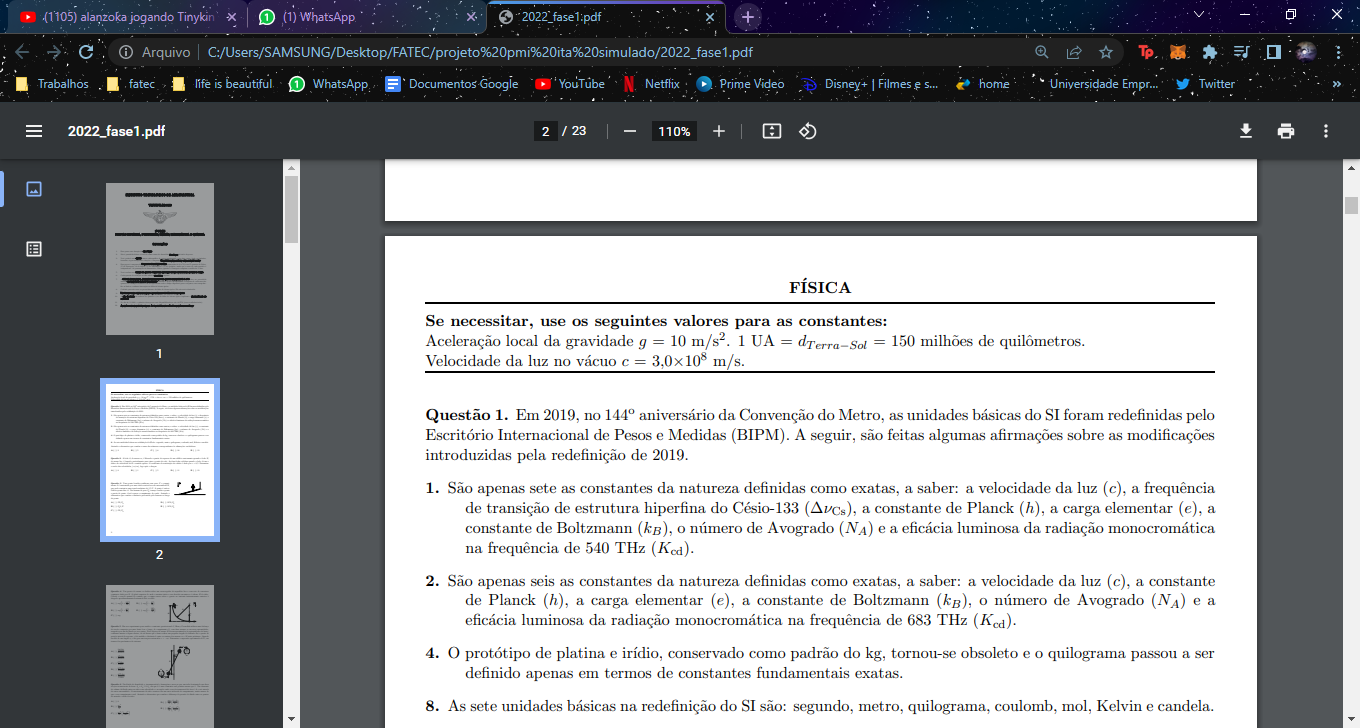 (1105) alanzoka jogando Tinykin
(1) WhatsApp
2022_fase1.pdf
Arquivo
C:/Users/SAMSUNG/Desktop/FATEC/projeto%20pmi%20ita%20simulado/2022_fase1.pdf
Trabalhos
fatec
life is beautiful
WhatsApp
Documentos Google
YouTube
Netflix
Prime Video
Disney+ | Filmes e s...
home
Universidade Empr...
Twitter
2022_fase1.pdf
2 / 23
110%
1
2
FÍSICA
Se necessitar, use os seguintes valores para as constantes:
Aceleração local da gravidade g = 10 m/s². 1 UA = d_Terra−Sol = 150 milhões de quilômetros.
Velocidade da luz no vácuo c = 3,0×10⁸ m/s.
Questão 1. Em 2019, no 144º aniversário da Convenção do Metro, as unidades básicas do SI foram redefinidas pelo
Escritório Internacional de Pesos e Medidas (BIPM). A seguir, são feitas algumas afirmações sobre as modificações
introduzidas pela redefinição de 2019.
1. São apenas sete as constantes da natureza definidas como exatas, a saber: a velocidade da luz (c), a frequência
de transição de estrutura hiperfina do Césio-133 (Δν_Cs), a constante de Planck (h), a carga elementar (e), a
constante de Boltzmann (k_B), o número de Avogrado (N_A) e a eficácia luminosa da radiação monocromática
na frequência de 540 THz (K_cd).
2. São apenas seis as constantes da natureza definidas como exatas, a saber: a velocidade da luz (c), a constante
de Planck (h), a carga elementar (e), a constante de Boltzmann (k_B), o número de Avogrado (N_A) e a
eficácia luminosa da radiação monocromática na frequência de 683 THz (K_cd).
4. O protótipo de platina e irídio, conservado como padrão do kg, tornou-se obsoleto e o quilograma passou a ser
definido apenas em termos de constantes fundamentais exatas.
8. As sete unidades básicas na redefinição do SI são: segundo, metro, quilograma, coulomb, mol, Kelvin e candela.